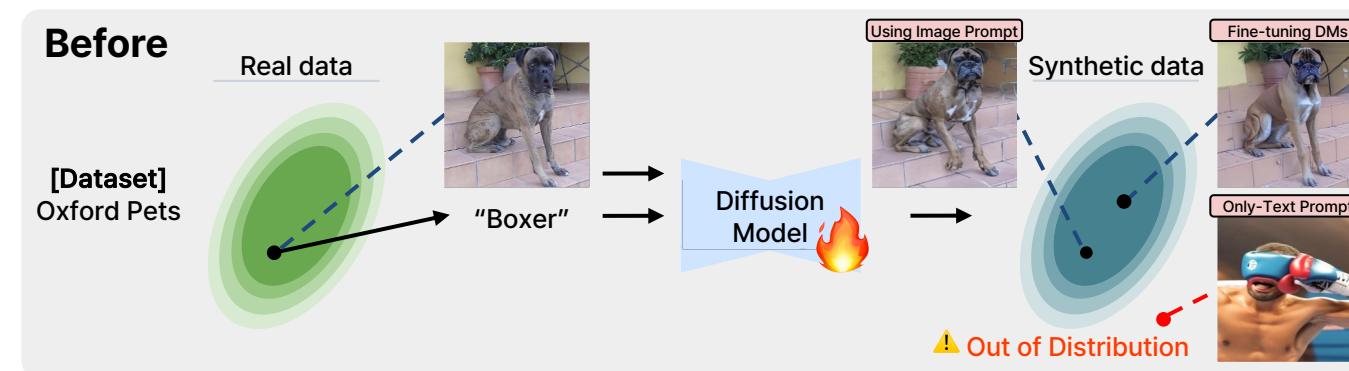 Before
Real data
Using Image Prompt
Synthetic data
Fine-tuning DMs
[Dataset]
Oxford Pets
“Boxer”
Diffusion
Model
Only-Text Prompt
Out of Distribution